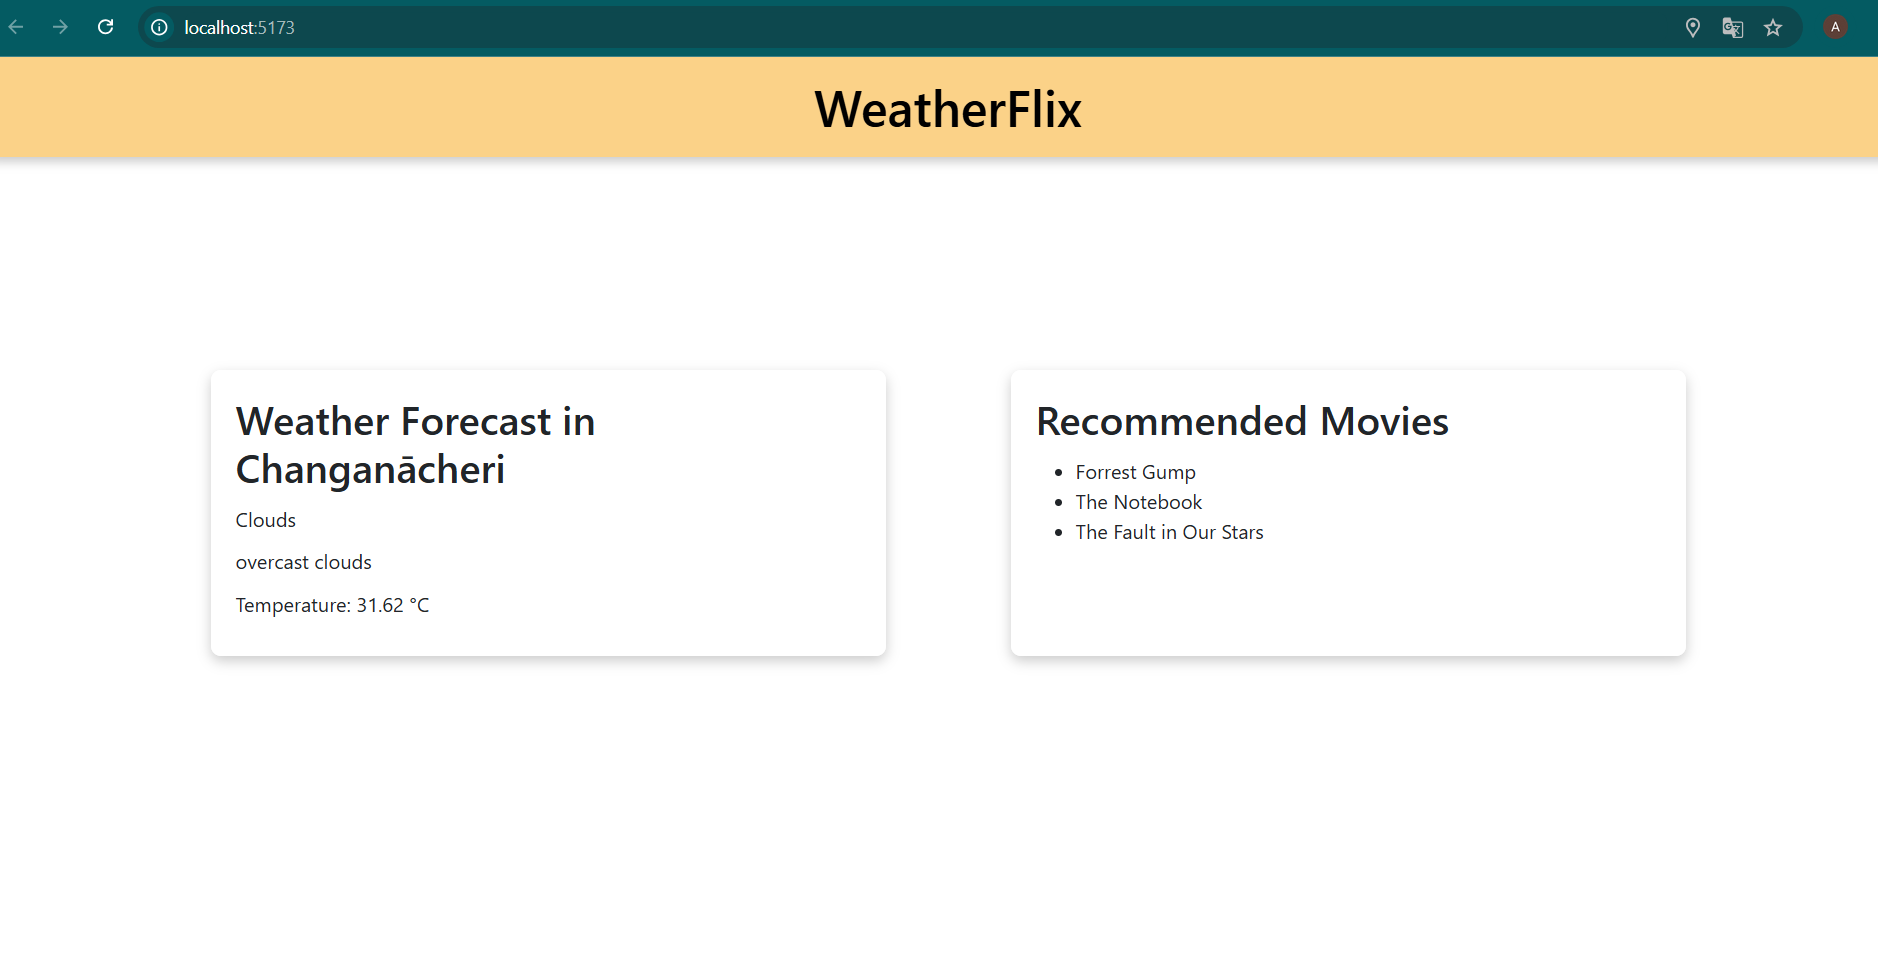 localhost:5173
A
WeatherFlix
Weather Forecast in
Changanācheri
Clouds
overcast clouds
Temperature: 31.62 °C
Recommended Movies
Forrest Gump
The Notebook
The Fault in Our Stars